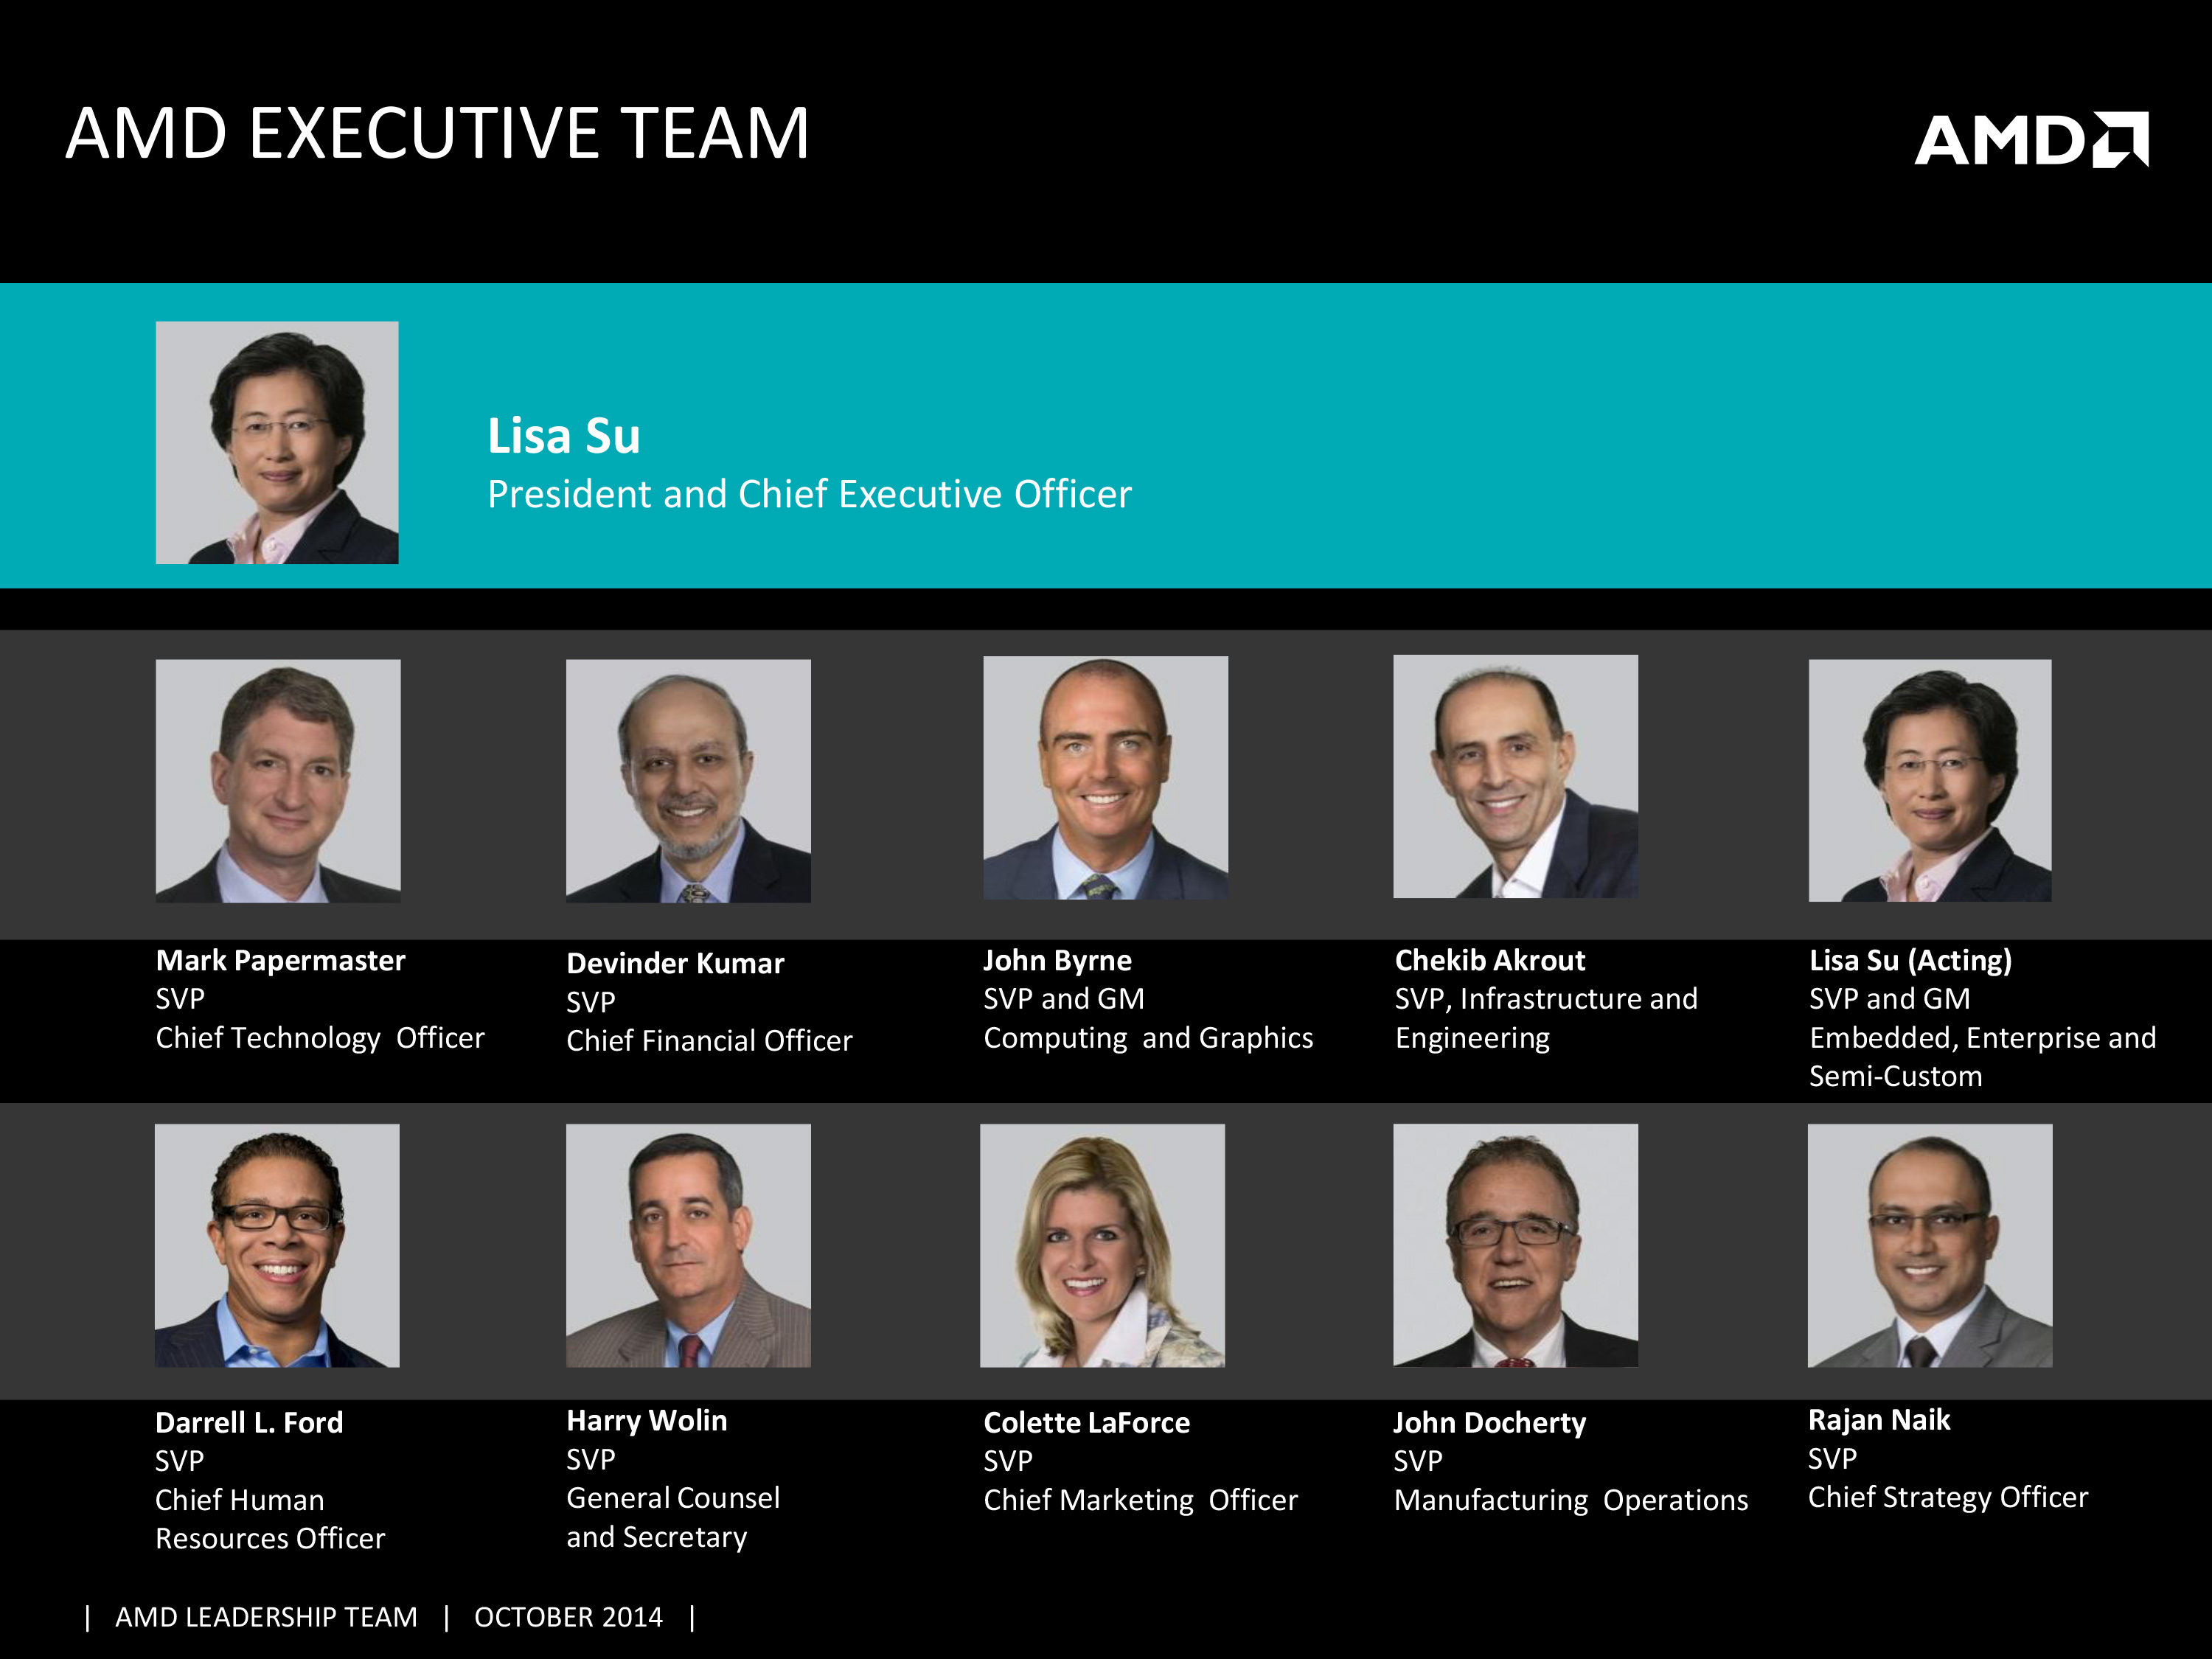 AMD EXECUTIVE TEAM
AMD
Lisa Su
President and Chief Executive Officer
Mark Papermaster
SVP
Chief Technology Officer
Devinder Kumar
SVP
Chief Financial Officer
John Byrne
SVP and GM
Computing and Graphics
Chekib Akrout
SVP, Infrastructure and
Engineering
Lisa Su (Acting)
SVP and GM
Embedded, Enterprise and
Semi-Custom
Darrell L. Ford
SVP
Chief Human
Resources Officer
Harry Wolin
SVP
General Counsel
and Secretary
Colette LaForce
SVP
Chief Marketing Officer
John Docherty
SVP
Manufacturing Operations
Rajan Naik
SVP
Chief Strategy Officer
| AMD LEADERSHIP TEAM | OCTOBER 2014 |